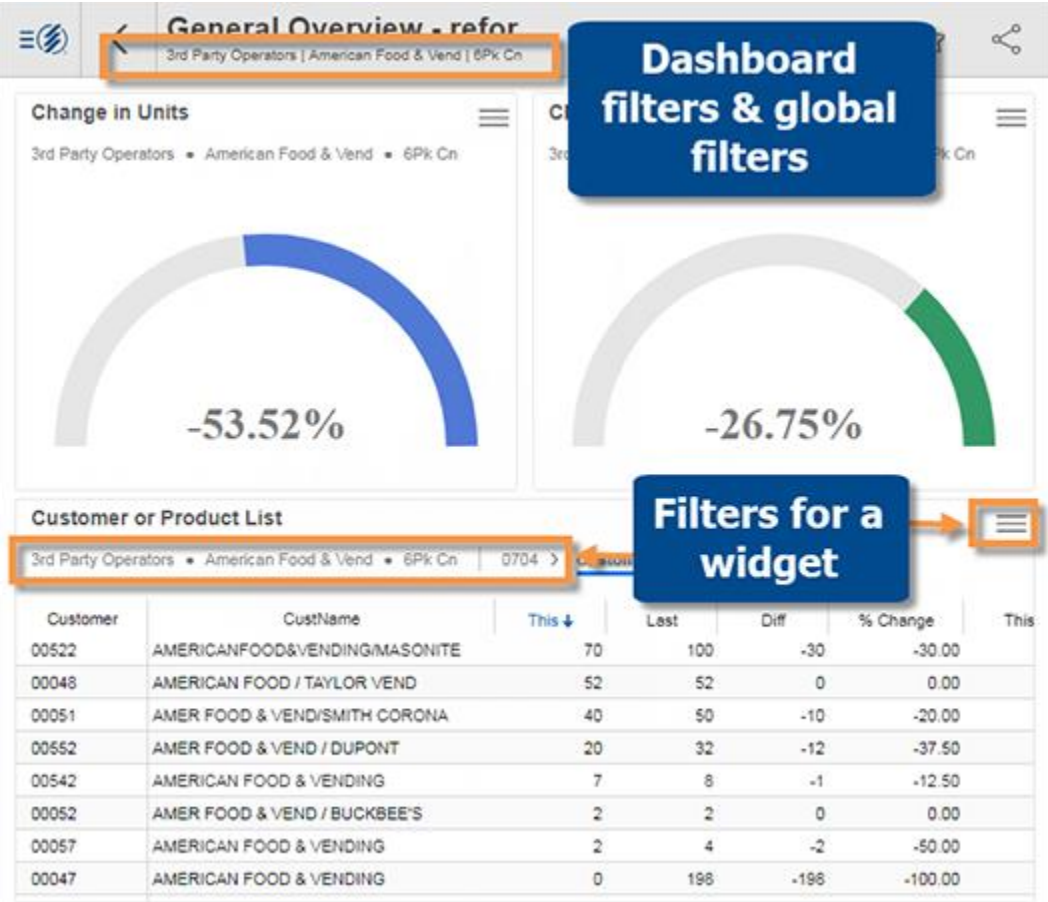 General Overview - refor
3rd Party Operators | American Food & Vend | 6Pk Cn
Dashboard
filters & global
filters
Change in Units
3rd Party Operators • American Food & Vend • 6Pk Cn
-53.52%
-26.75%
Customer or Product List
3rd Party Operators • American Food & Vend • 6Pk Cn | 0704 >
Filters for a
widget
Customer CustName This ↓ Last Diff % Change This
00522 AMERICANFOOD&VENDING/MASONITE 70 100 -30 -30.00
00048 AMERICAN FOOD / TAYLOR VEND 52 52 0 0.00
00051 AMER FOOD & VEND/SMITH CORONA 40 50 -10 -20.00
00552 AMER FOOD & VEND / DUPONT 20 32 -12 -37.50
00542 AMERICAN FOOD & VENDING 7 8 -1 -12.50
00052 AMER FOOD & VEND / BUCKBEE'S 2 2 0 0.00
00057 AMERICAN FOOD & VENDING 2 4 -2 -50.00
00047 AMERICAN FOOD & VENDING 0 196 -196 -100.00